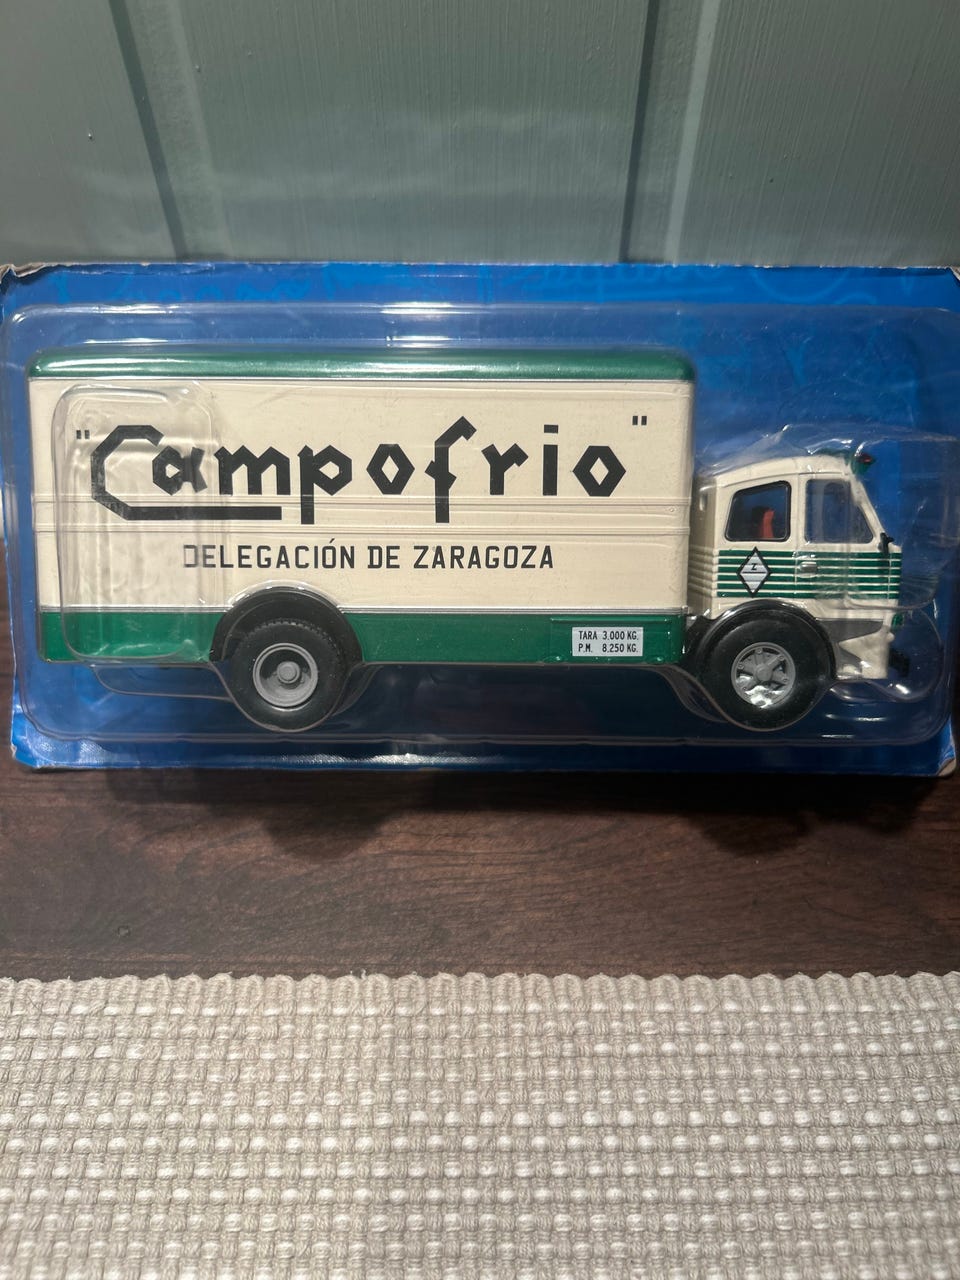 "Campofrio"
DELEGACIÓN DE ZARAGOZA
TARA 3.000 KG.
P.M. 8.250 KG.
Z